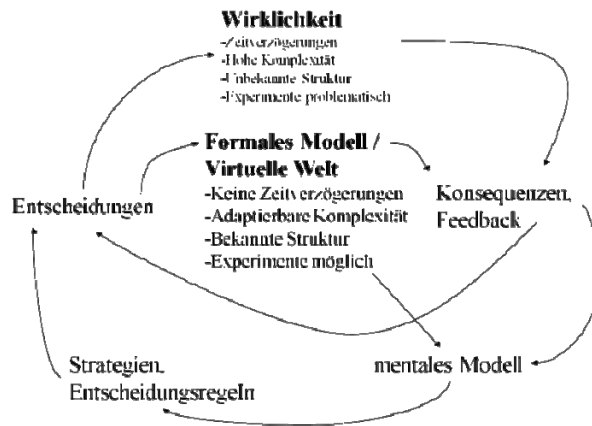 Wirklichkeit
-Zeitverzögerungen
-Hohe Komplexität
-Unbekannte Struktur
-Experimente problematisch
Formales Modell /
Virtuelle Welt
-Keine Zeitverzögerungen
-Adaptierbare Komplexität
-Bekannte Struktur
-Experimente möglich
Entscheidungen
Konsequenzen,
Feedback
Strategien,
Entscheidungsregeln
mentales Modell